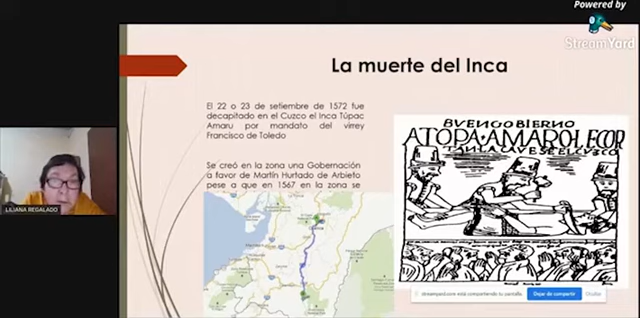 Powered by
StreamYard
La muerte del Inca
El 22 o 23 de setiembre de 1572 fue
decapitado en el Cuzco el Inca Túpac
Amaru por mandato del virrey
Francisco de Toledo
Se creó en la zona una Gobernación
a favor de Martín Hurtado de Arbieto
pese a que en 1567 en la zona se
BVEN GOBIERNO
ATOPA·AMAROLECOR
LILIANA REGALADO
streamyard.com está compartiendo tu pantalla.
Dejar de compartir
Ocultar